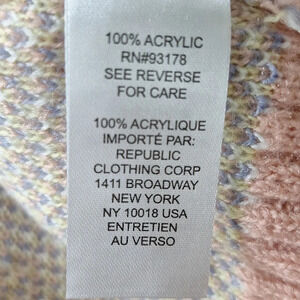 100% ACRYLIC
RN#93178
SEE REVERSE
FOR CARE
100% ACRYLIQUE
IMPORTÉ PAR:
REPUBLIC
CLOTHING CORP
1411 BROADWAY
NEW YORK
NY 10018 USA
ENTRETIEN
AU VERSO